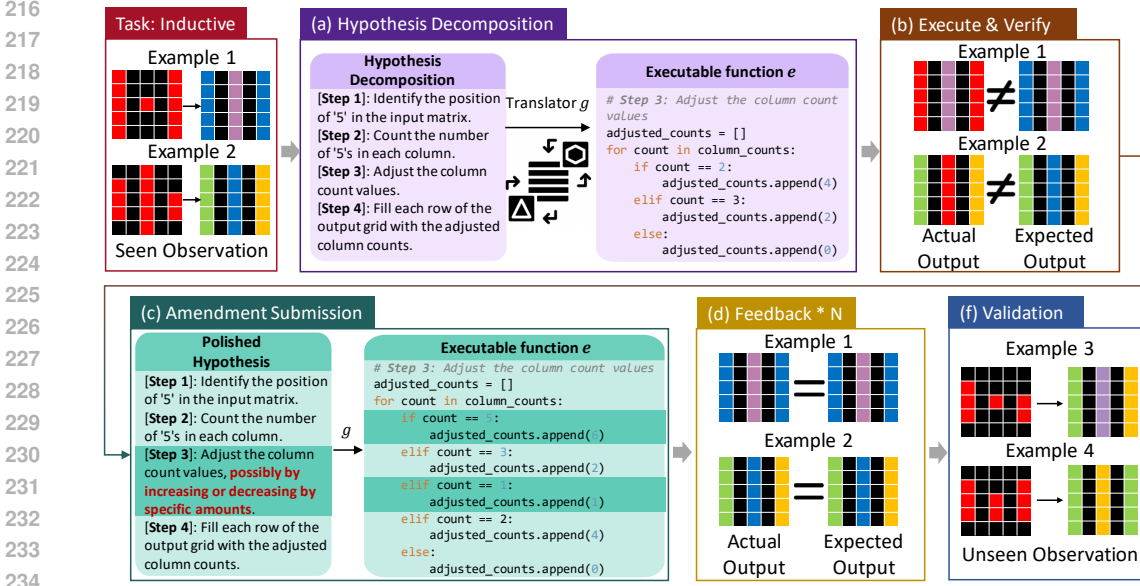 216
217
218
219
220
221
222
223
224
225
226
227
228
229
230
231
232
233
234
Task: Inductive
Example 1
Example 2
Seen Observation
(a) Hypothesis Decomposition
Hypothesis
Decomposition
[Step 1]: Identify the position
of '5' in the input matrix.
[Step 2]: Count the number
of '5's in each column.
[Step 3]: Adjust the column
count values.
[Step 4]: Fill each row of the
output grid with the adjusted
column counts.
Translator g
Executable function e
# Step 3: Adjust the column count
values
adjusted_counts = []
for count in column_counts:
if count == 2:
adjusted_counts.append(4)
elif count == 3:
adjusted_counts.append(2)
else:
adjusted_counts.append(0)
(b) Execute & Verify
Example 1
≠
Example 2
≠
Actual
Output
Expected
Output
(c) Amendment Submission
Polished
Hypothesis
[Step 1]: Identify the position
of '5' in the input matrix.
[Step 2]: Count the number
of '5's in each column.
[Step 3]: Adjust the column
count values, possibly by
increasing or decreasing by
specific amounts.
[Step 4]: Fill each row of the
output grid with the adjusted
column counts.
g
Executable function e
# Step 3: Adjust the column count values
adjusted_counts = []
for count in column_counts:
if count == 5:
adjusted_counts.append(6)
elif count == 3:
adjusted_counts.append(2)
elif count == 1:
adjusted_counts.append(1)
elif count == 2:
adjusted_counts.append(4)
else:
adjusted_counts.append(0)
(d) Feedback * N
Example 1
=
Example 2
=
Actual
Output
Expected
Output
(f) Validation
Example 3
Example 4
Unseen Observation